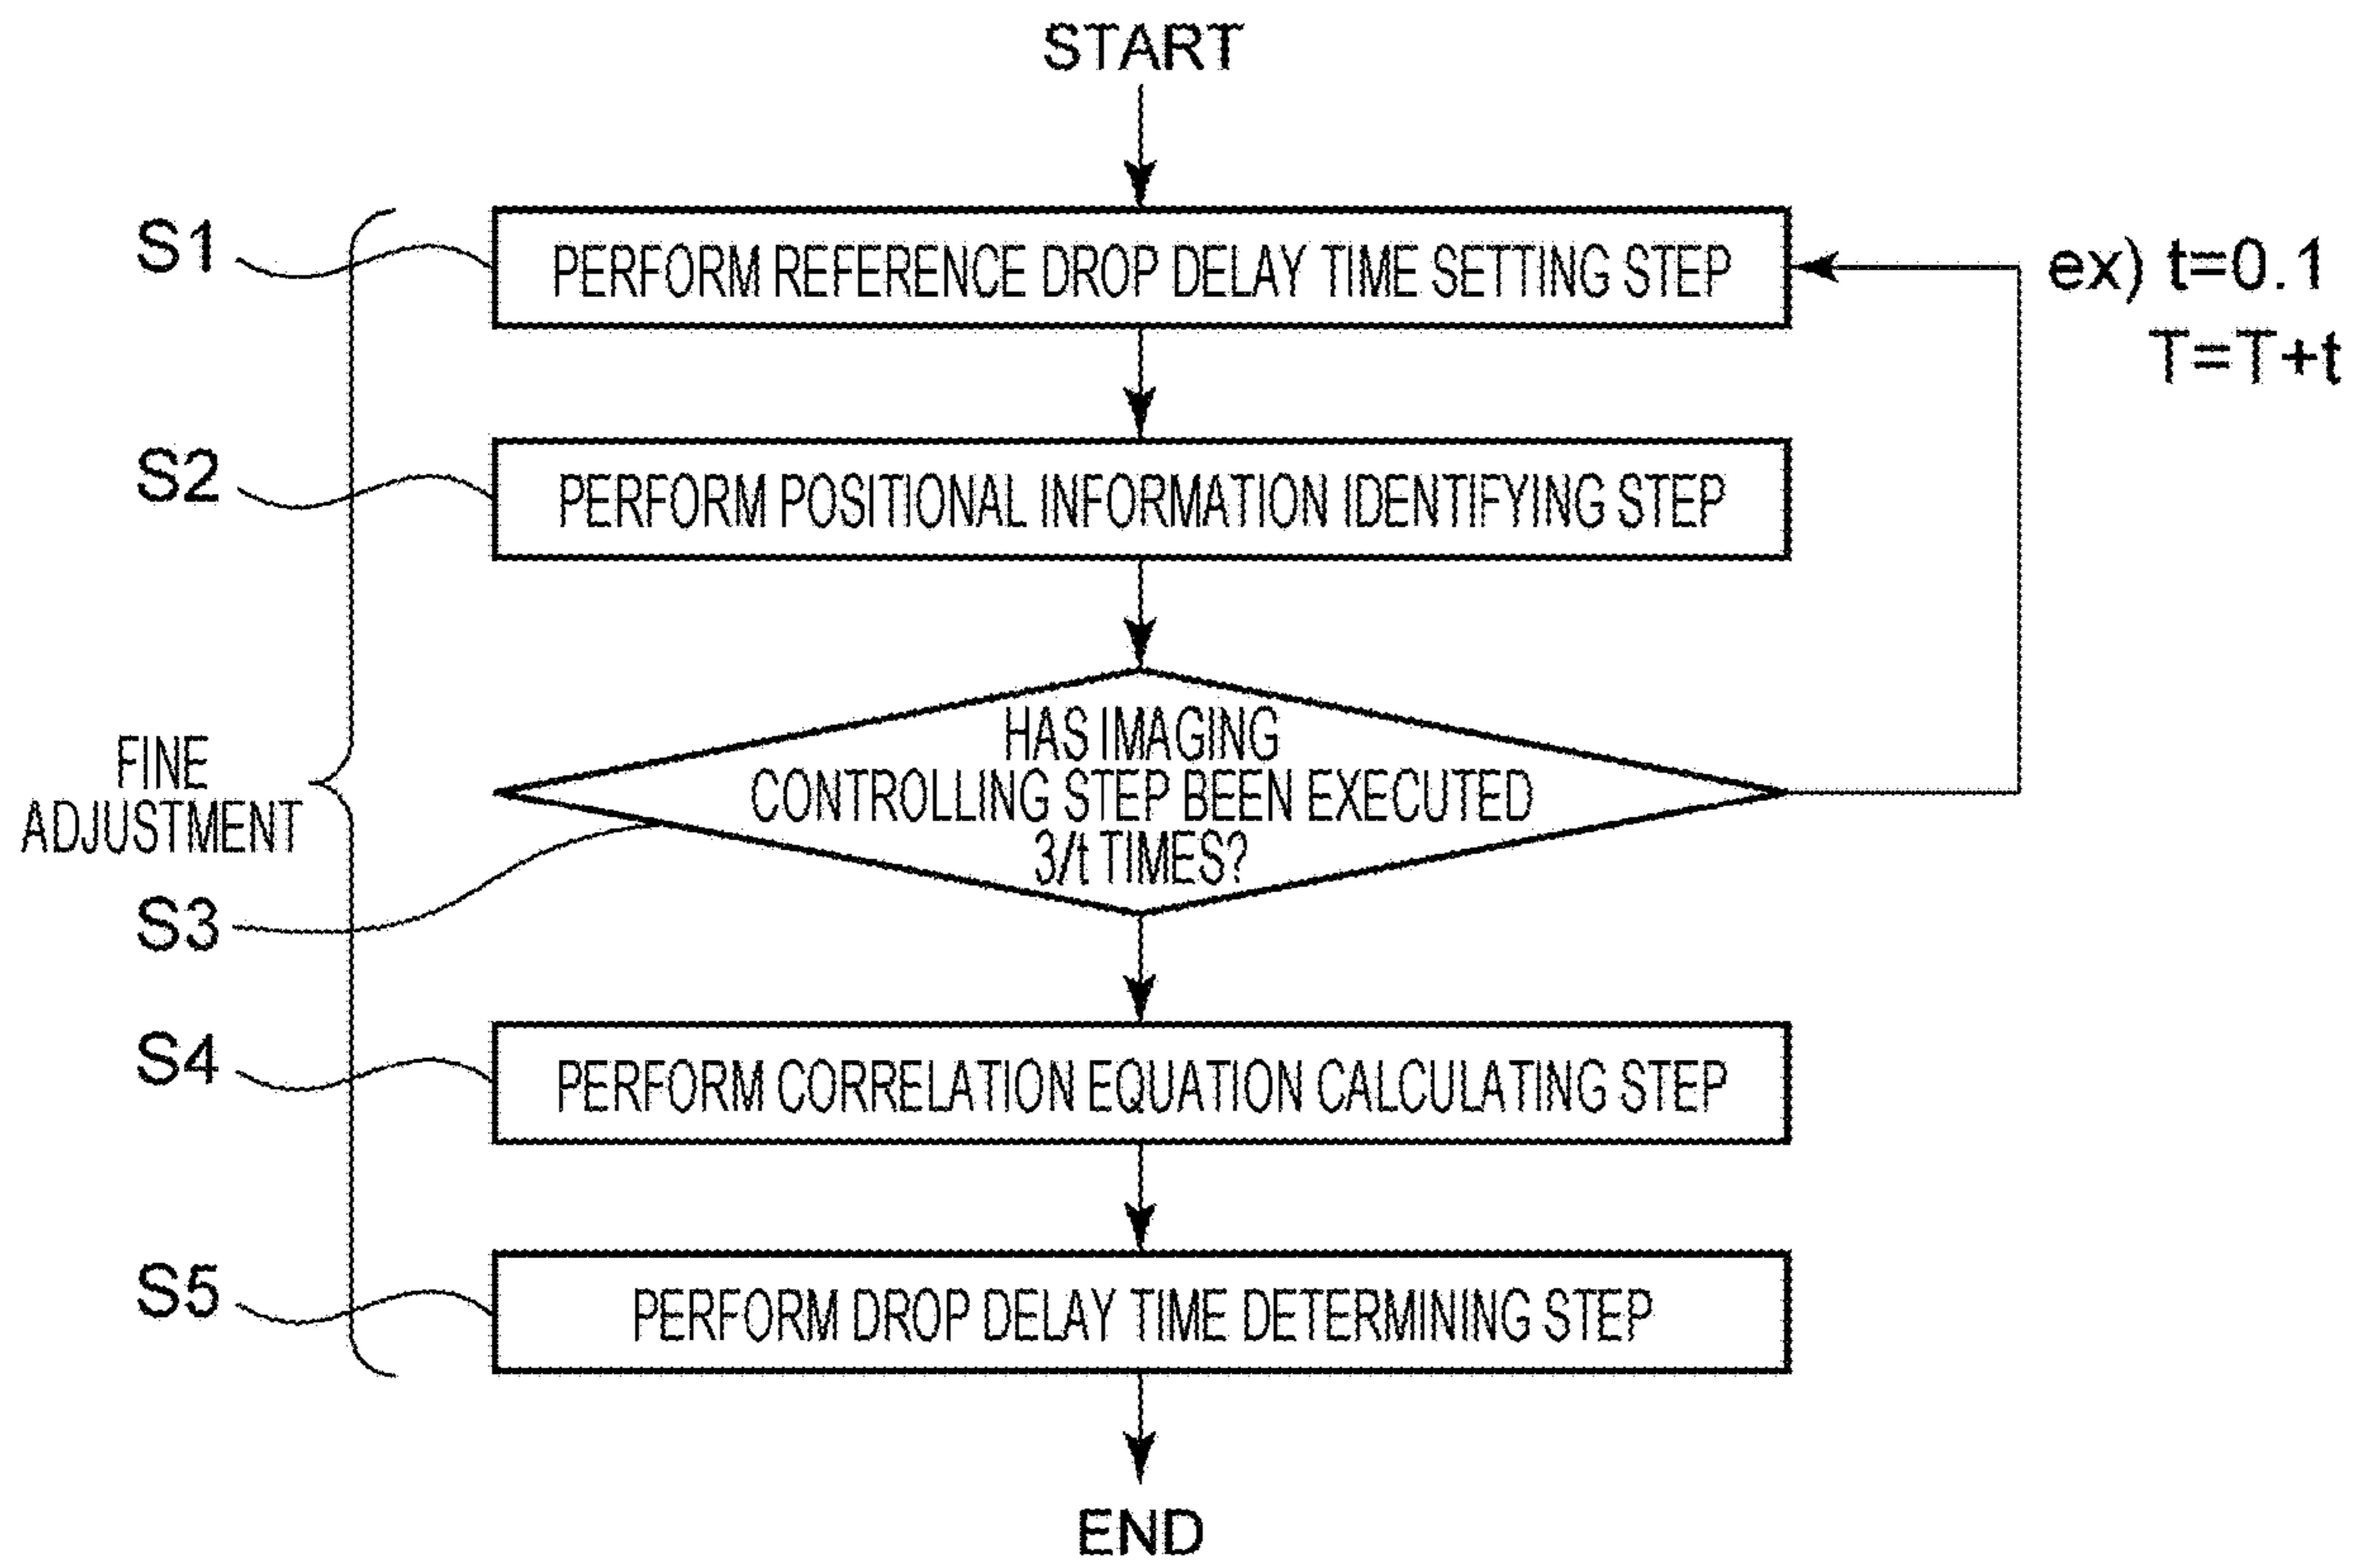 START
S1
PERFORM REFERENCE DROP DELAY TIME SETTING STEP
ex) t=0.1
T=T+t
S2
PERFORM POSITIONAL INFORMATION IDENTIFYING STEP
FINE
ADJUSTMENT
HAS IMAGING
CONTROLLING STEP BEEN EXECUTED
3/t TIMES?
S3
S4
PERFORM CORRELATION EQUATION CALCULATING STEP
S5
PERFORM DROP DELAY TIME DETERMINING STEP
END